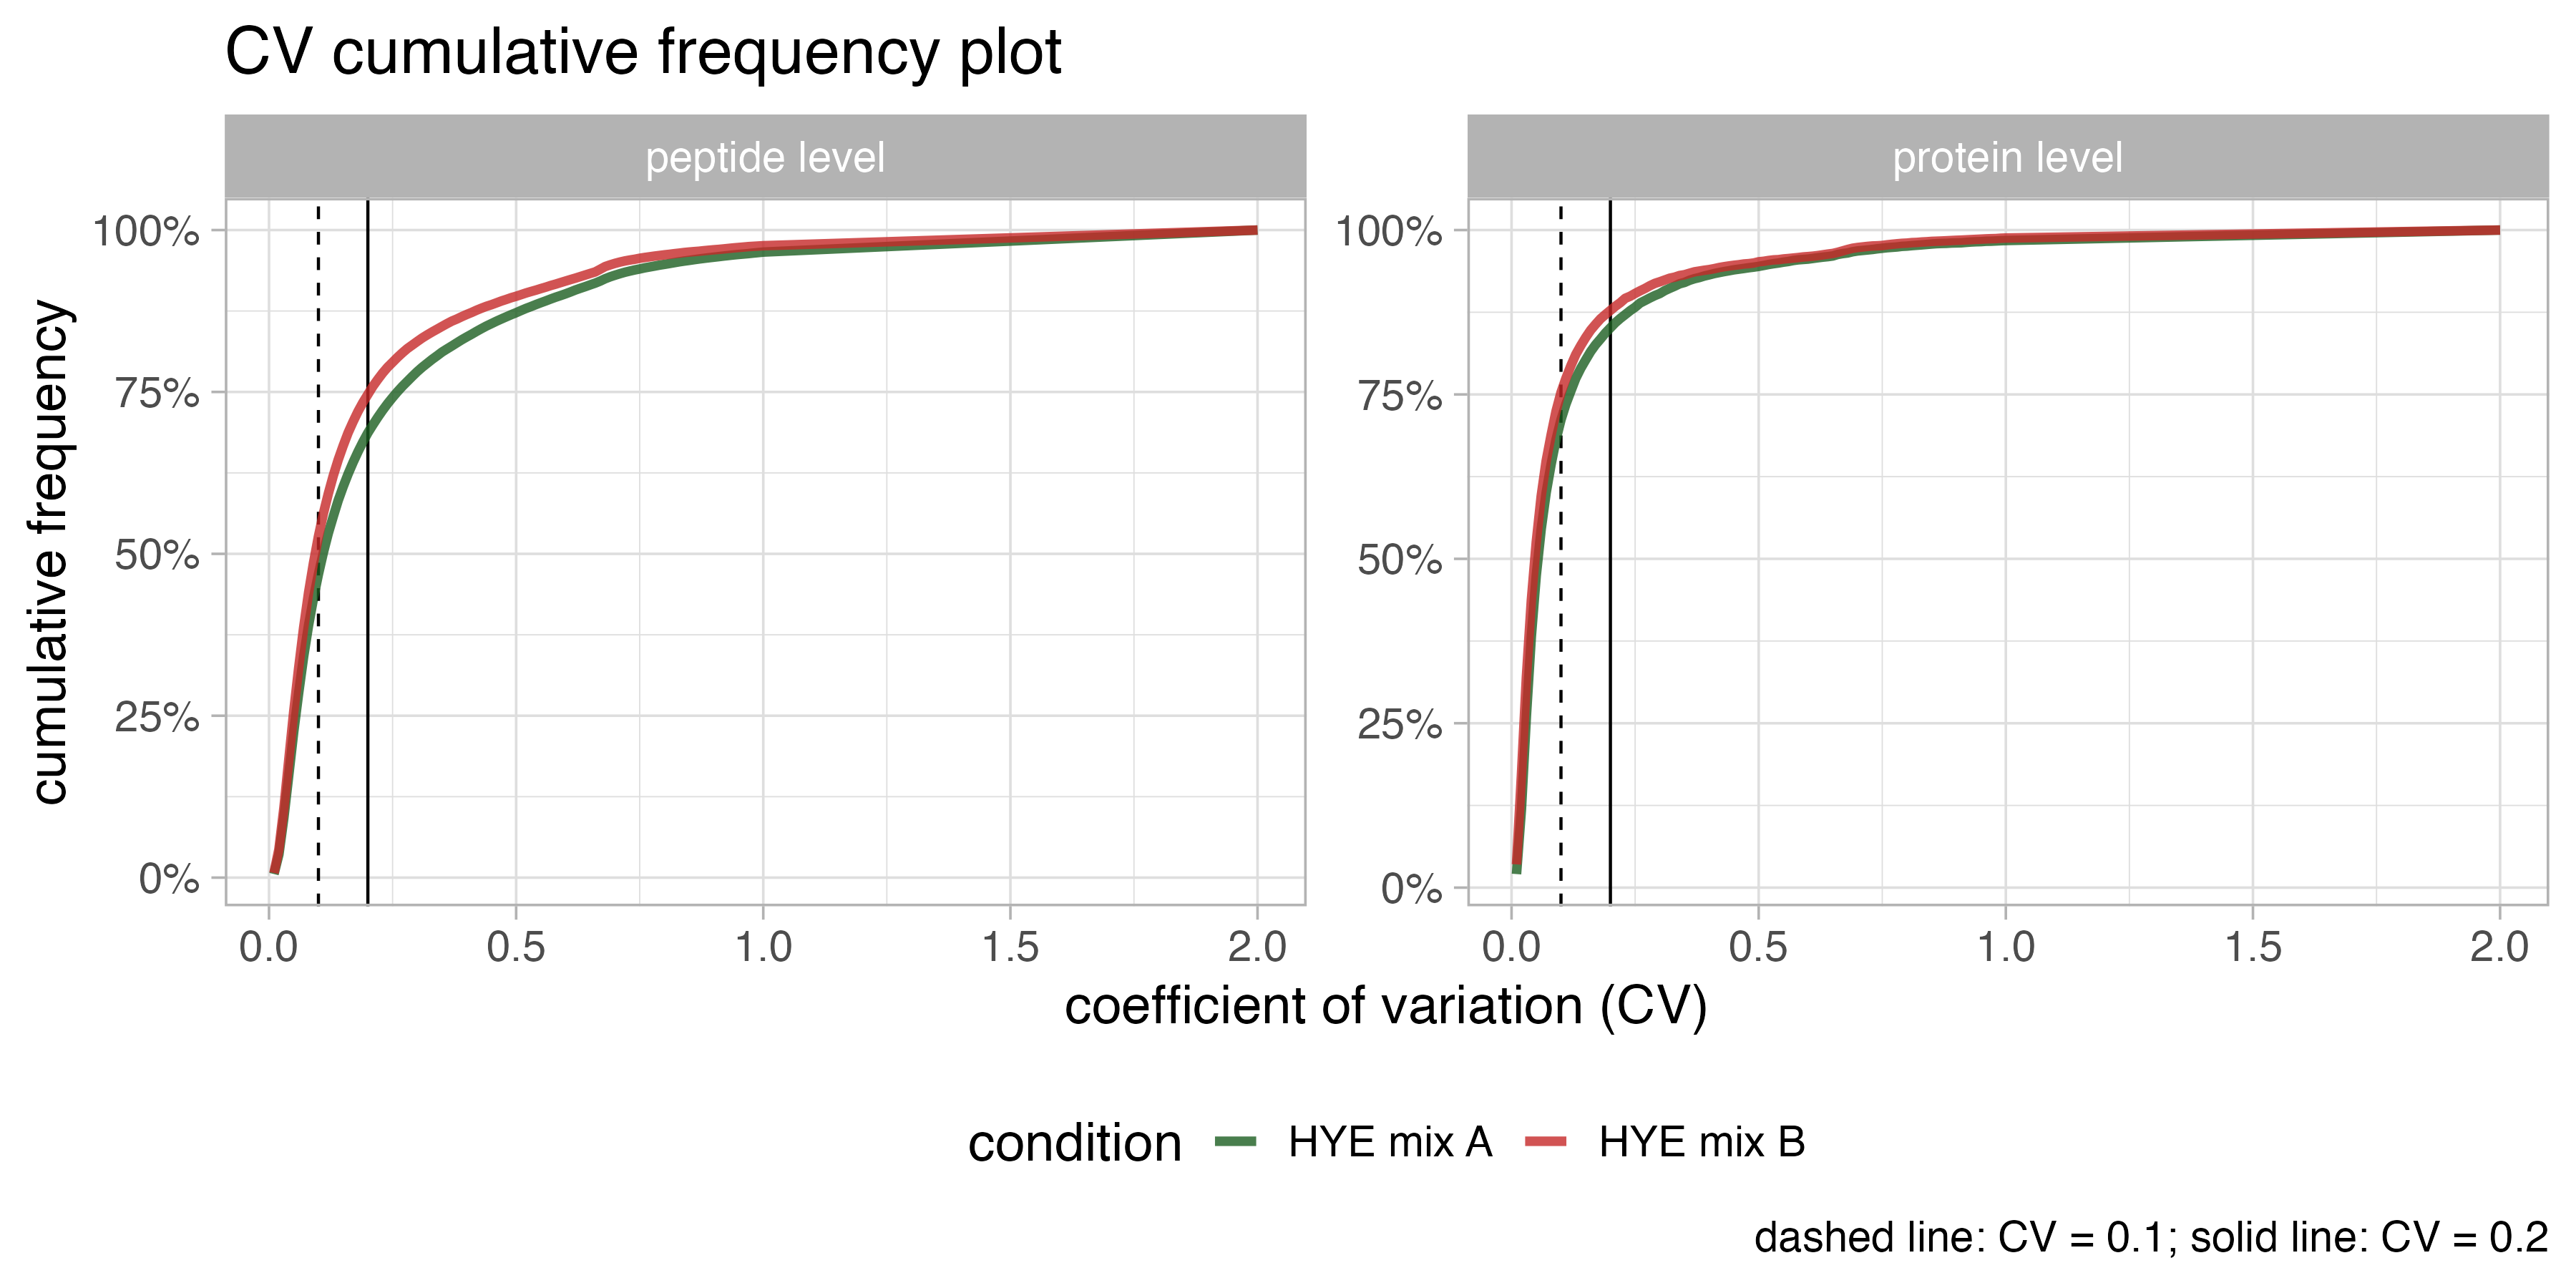 CV cumulative frequency plot
peptide level
protein level
cumulative frequency
100%
75%
50%
25%
0%
0.0 0.5 1.0 1.5 2.0
100%
75%
50%
25%
0%
0.0 0.5 1.0 1.5 2.0
coefficient of variation (CV)
condition HYE mix A HYE mix B
dashed line: CV = 0.1; solid line: CV = 0.2